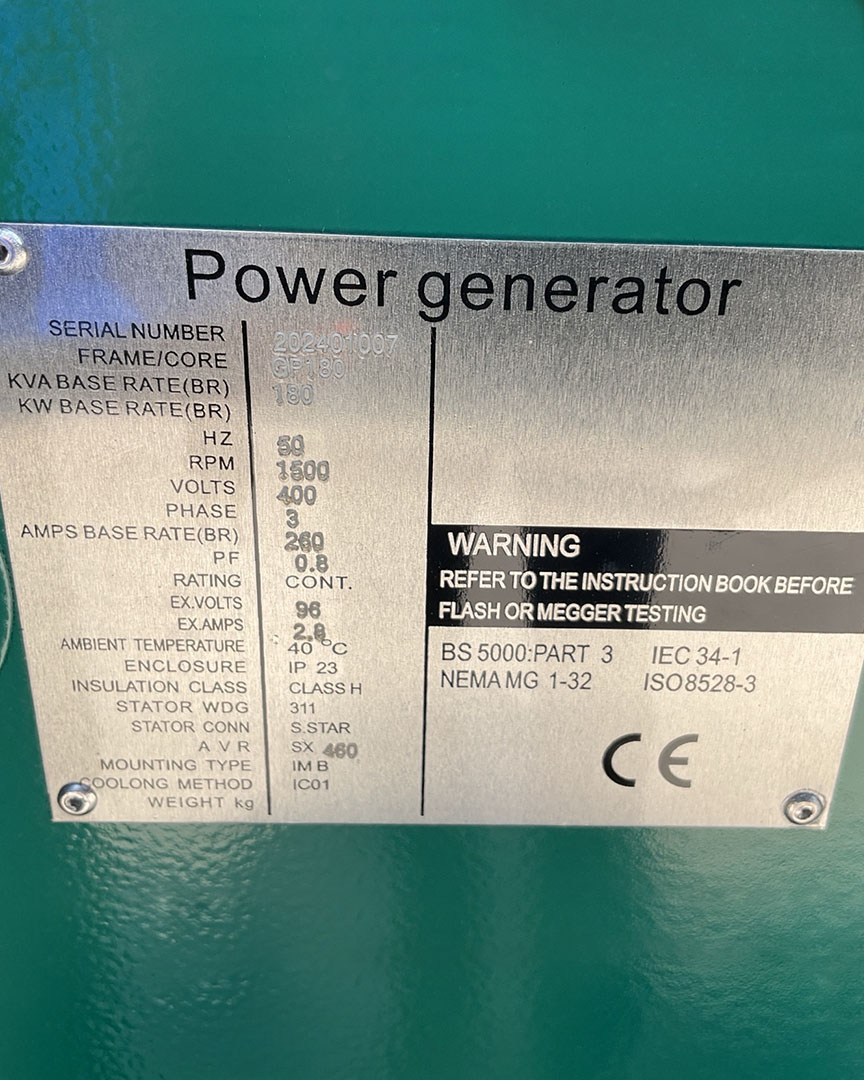 Power generator
SERIAL NUMBER 202401007
FRAME/CORE GF180
KVA BASE RATE(BR) 180
KW BASE RATE(BR)
HZ 50
RPM 1500
VOLTS 400
PHASE 3
AMPS BASE RATE(BR) 260
PF 0.8
RATING CONT.
EX.VOLTS 96
EX.AMPS 2.8
AMBIENT TEMPERATURE 40 °C
ENCLOSURE IP 23
INSULATION CLASS CLASS H
STATOR WDG 311
STATOR CONN S.STAR
A V R SX 460
MOUNTING TYPE IM B
COOLONG METHOD IC01
WEIGHT kg
WARNING
REFER TO THE INSTRUCTION BOOK BEFORE
FLASH OR MEGGER TESTING
BS 5000:PART 3 IEC 34-1
NEMA MG 1-32 ISO8528-3
CE